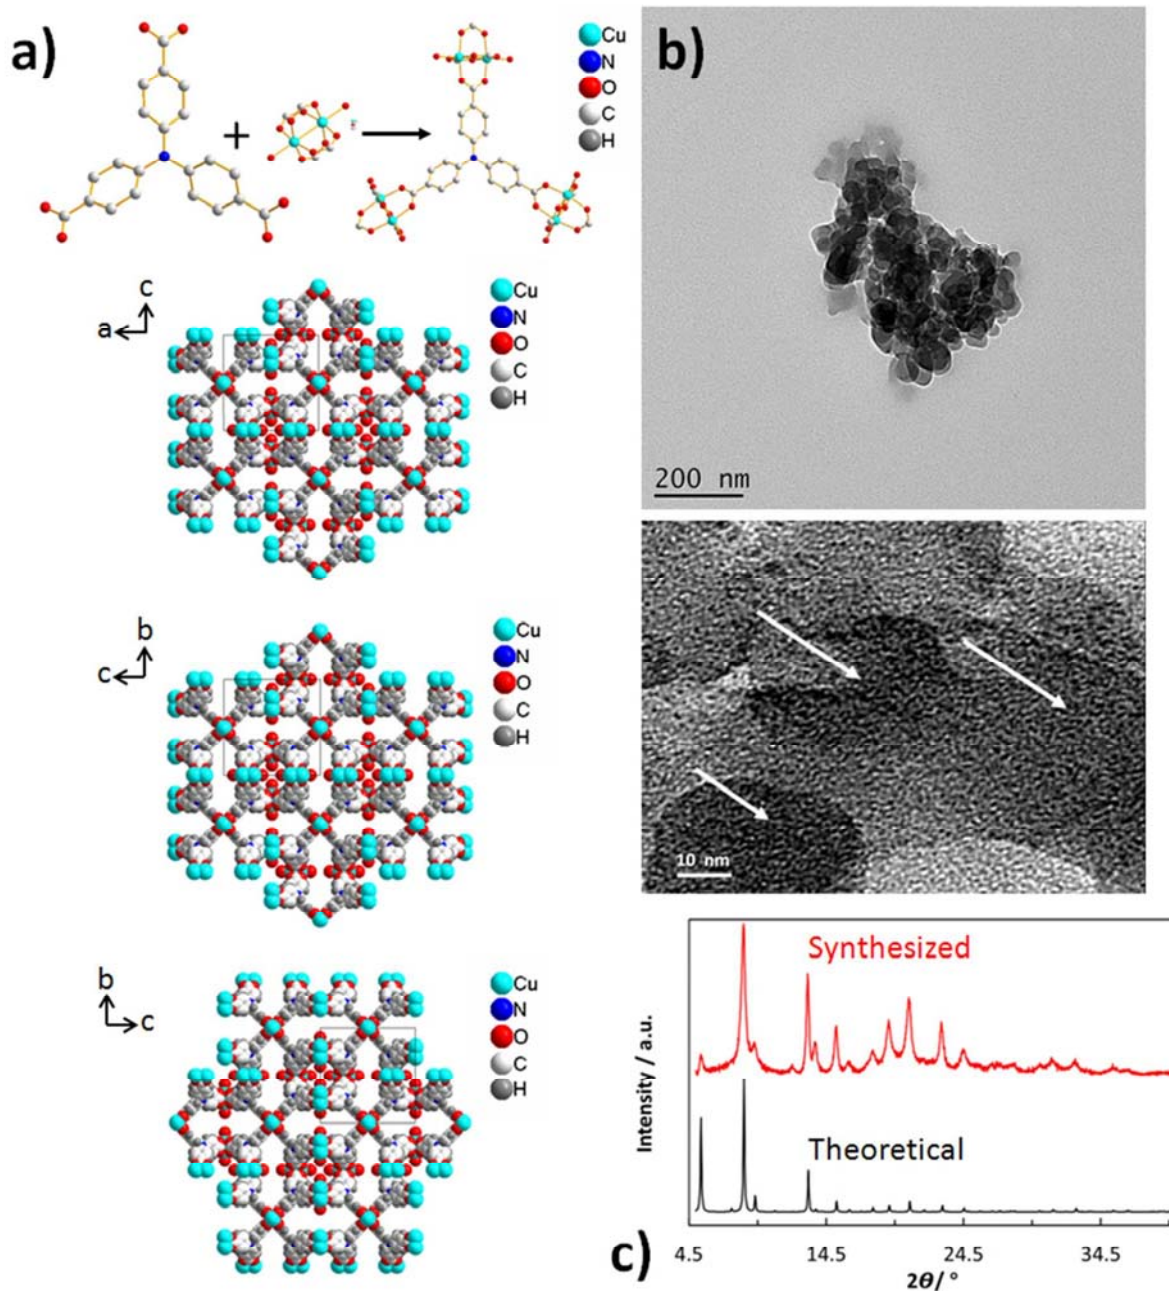 a)
+
Cu
N
O
C
H
c
a
Cu
N
O
C
H
b
c
Cu
N
O
C
H
b
c
Cu
N
O
C
H
b)
200 nm
10 nm
Synthesized
Theoretical
Intensity / a.u.
4.5 14.5 24.5 34.5
2θ/ °
c)